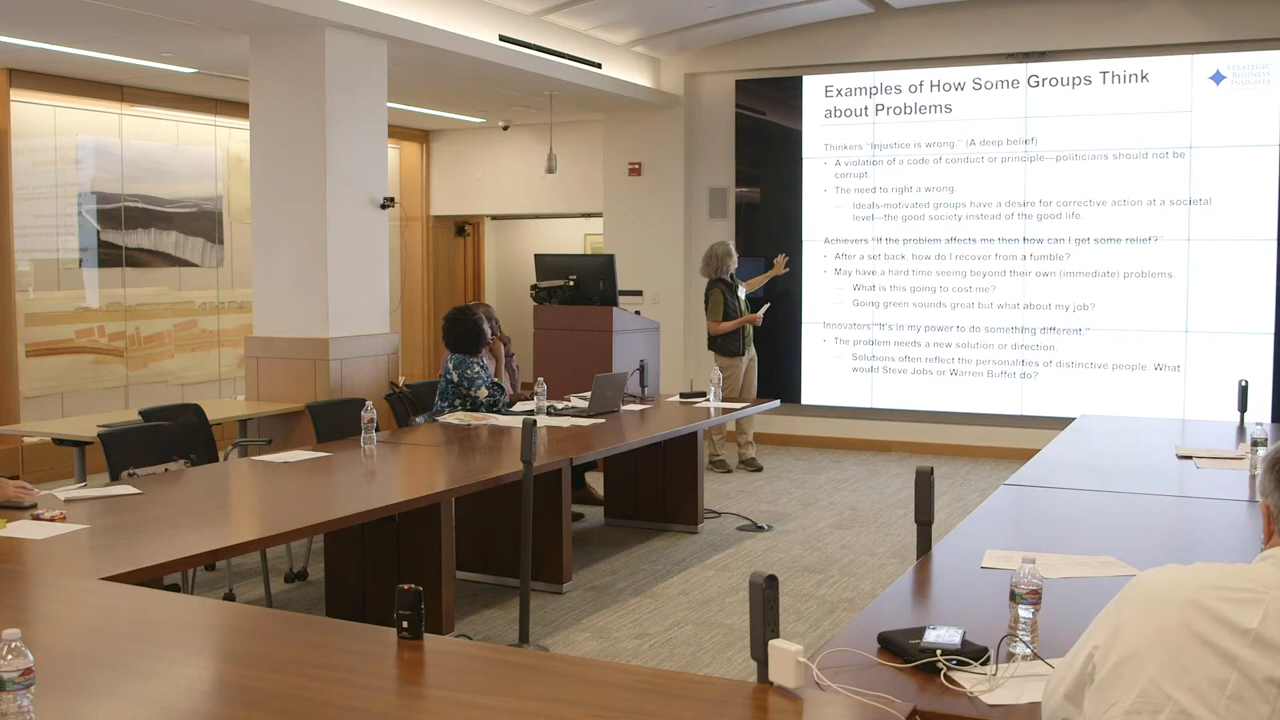 Examples of How Some Groups Think
about Problems
STRATEGIC
BUSINESS
INSIGHTS
Thinkers "Injustice is wrong." (A deep belief)
• A violation of a code of conduct or principle—politicians should not be
corrupt.
• The need to right a wrong.
— Ideals-motivated groups have a desire for corrective action at a societal
level—the good society instead of the good life.
Achievers "If the problem affects me then how can I get some relief?"
• After a set back, how do I recover from a fumble?
• May have a hard time seeing beyond their own (immediate) problems.
— What is this going to cost me?
— Going green sounds great but what about my job?
Innovators "It's in my power to do something different."
• The problem needs a new solution or direction.
— Solutions often reflect the personalities of distinctive people. What
would Steve Jobs or Warren Buffet do?